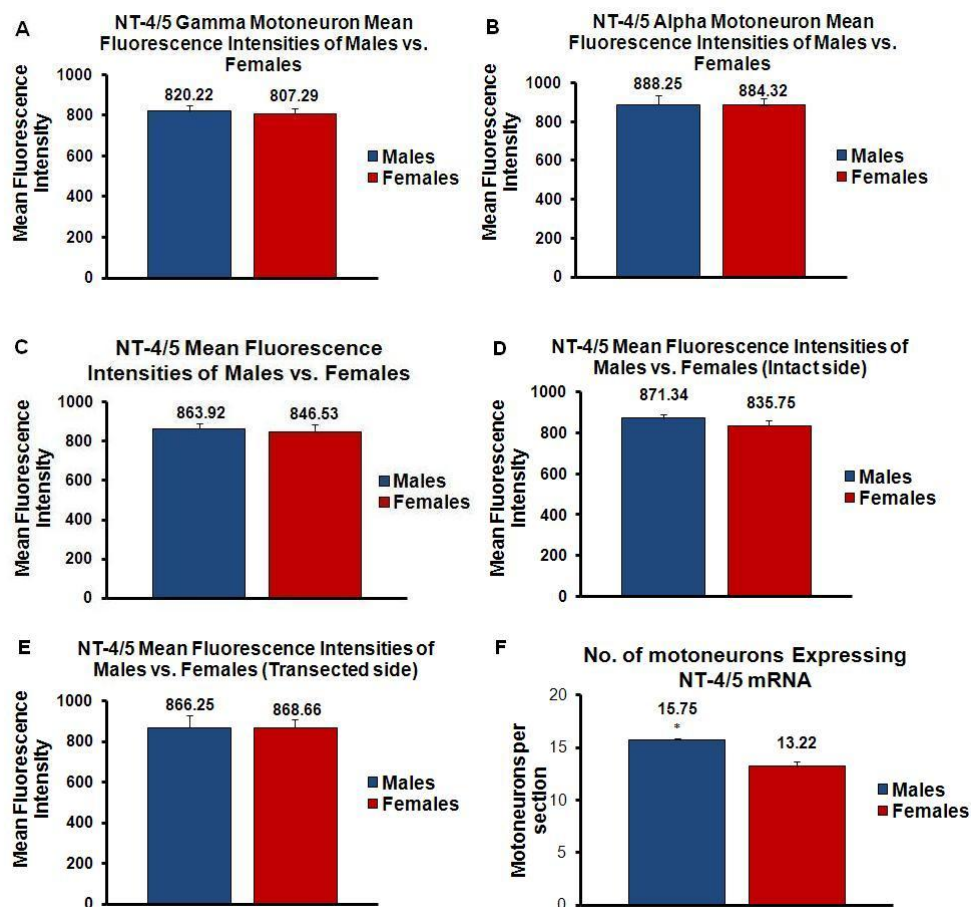 A
NT-4/5 Gamma Motoneuron Mean
Fluorescence Intensities of Males vs.
Females
Mean Fluorescence
Intensity
1000
800
600
400
200
0
820.22
807.29
Males
Females
B
NT-4/5 Alpha Motoneuron Mean
Fluorescence Intensities of Males vs.
Females
Mean Fluorescence
Intensity
1000
800
600
400
200
0
888.25
884.32
Males
Females
C
NT-4/5 Mean Fluorescence
Intensities of Males vs. Females
Mean Fluorescence
Intensity
1000
800
600
400
200
0
863.92
846.53
Males
Females
D
NT-4/5 Mean Fluorescence Intensities of
Males vs. Females (Intact side)
Mean Fluorescence
Intensity
1000
800
600
400
200
0
871.34
835.75
Males
Females
E
NT-4/5 Mean Fluorescence Intensities of
Males vs. Females (Transected side)
Mean Fluorescence
Intensity
1000
800
600
400
200
0
866.25
868.66
Males
Females
F
No. of motoneurons Expressing
NT-4/5 mRNA
Motoneurons per
section
20
15
10
5
0
15.75
*
13.22
Males
Females